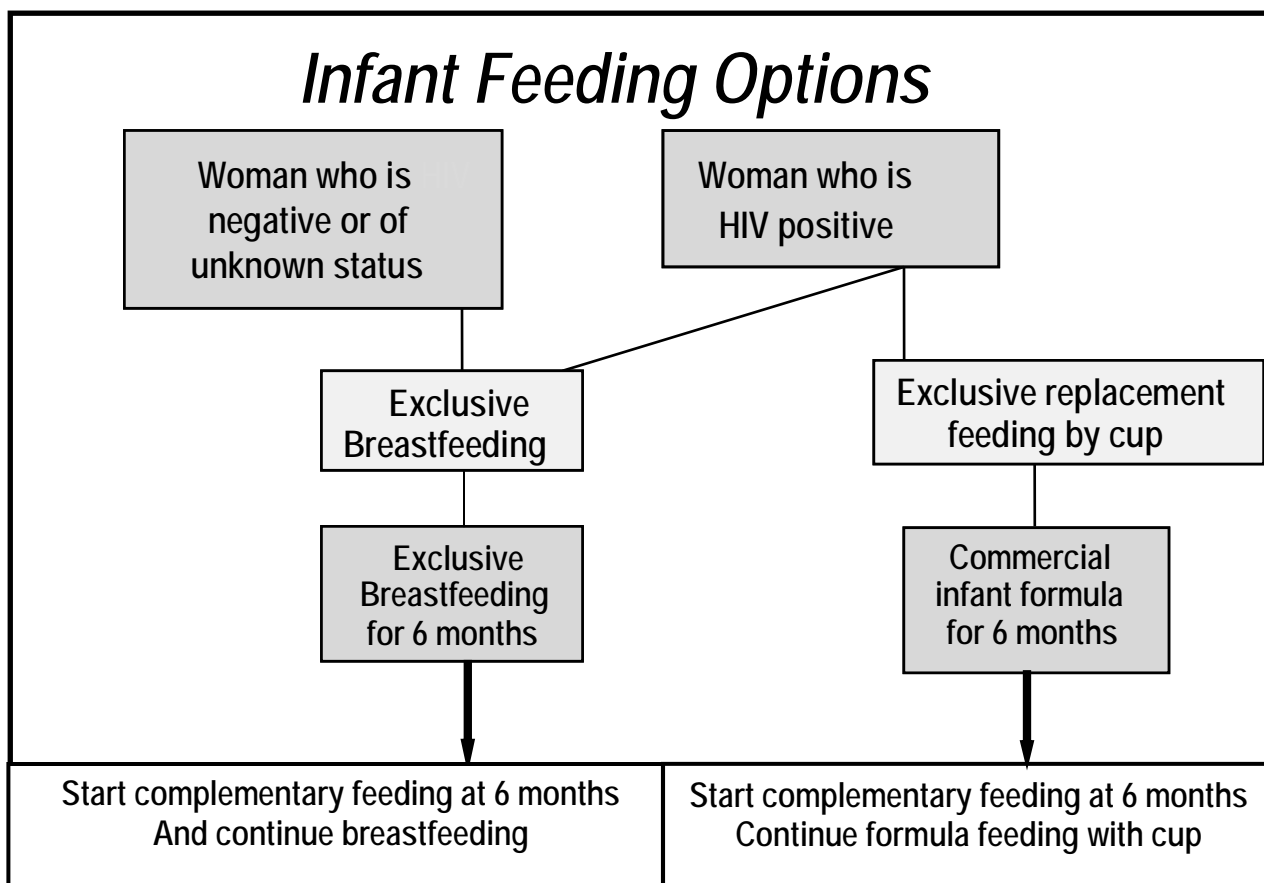 Infant Feeding Options
Woman who is HIV
negative or of
unknown status
Woman who is
HIV positive
Exclusive
Breastfeeding
Exclusive replacement
feeding by cup
Exclusive
Breastfeeding
for 6 months
Commercial
infant formula
for 6 months
Start complementary feeding at 6 months
And continue breastfeeding
Start complementary feeding at 6 months
Continue formula feeding with cup